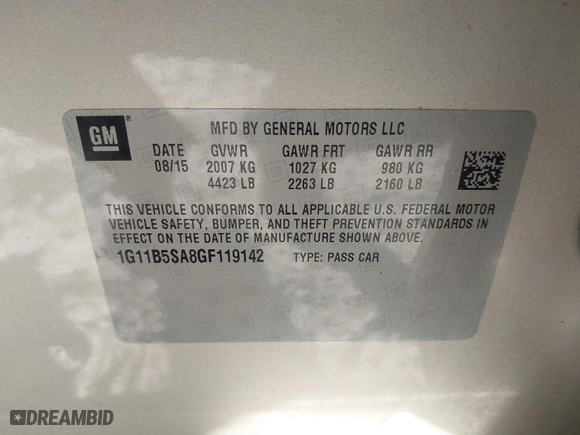 GM ®
MFD BY GENERAL MOTORS LLC
DATE GVWR GAWR FRT GAWR RR
08/15 2007 KG 1027 KG 980 KG
4423 LB 2263 LB 2160 LB
THIS VEHICLE CONFORMS TO ALL APPLICABLE U.S. FEDERAL MOTOR
VEHICLE SAFETY, BUMPER, AND THEFT PREVENTION STANDARDS IN
EFFECT ON THE DATE OF MANUFACTURE SHOWN ABOVE.
1G11B5SA8GF119142 TYPE: PASS CAR
DREAMBID